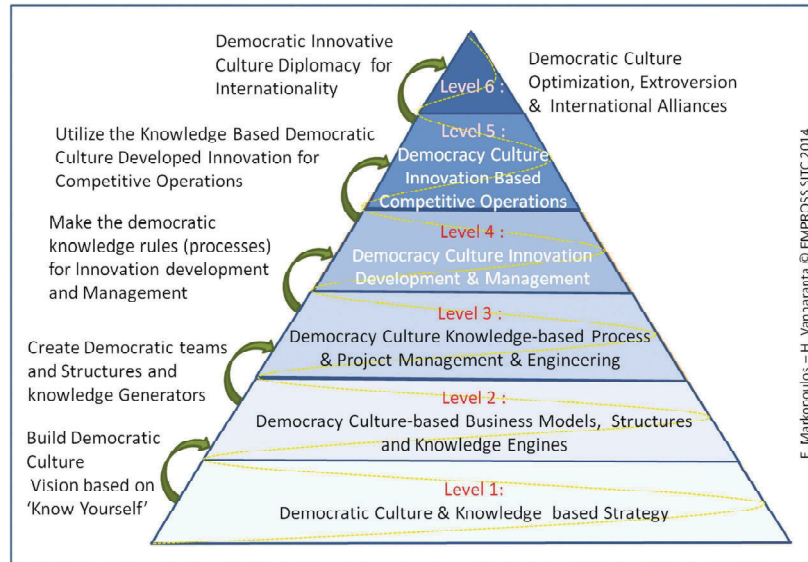 Democratic Innovative
Culture Diplomacy for
Internationality
Democratic Culture
Optimization, Extroversion
& International Alliances
Level 6 :
Utilize the Knowledge Based Democratic
Culture Developed Innovation for
Competitive Operations
Level 5 :
Democracy Culture
Innovation Based
Competitive Operations
Make the democratic
knowledge rules (processes)
for Innovation development
and Management
Level 4 :
Democracy Culture Innovation
Development & Management
Level 3 :
Democracy Culture Knowledge-based Process
& Project Management & Engineering
Create Democratic teams
and Structures and
knowledge Generators
Level 2 :
Democracy Culture-based Business Models, Structures
and Knowledge Engines
Build Democratic
Culture
Vision based on
‘Know Yourself’
Level 1:
Democratic Culture & Knowledge based Strategy
E. Markopoulos – H. Vanharanta © EMPROSS SITC 2014